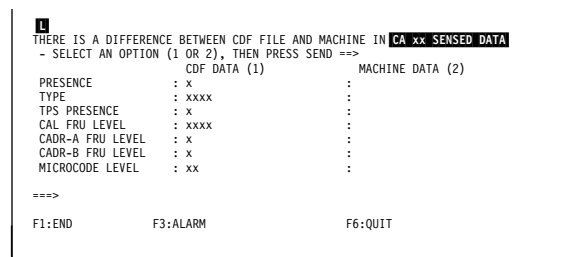 L
THERE IS A DIFFERENCE BETWEEN CDF FILE AND MACHINE IN CA xx SENSED DATA
- SELECT AN OPTION (1 OR 2), THEN PRESS SEND ==>
CDF DATA (1) MACHINE DATA (2)
PRESENCE : x :
TYPE : xxxx :
TPS PRESENCE : x :
CAL FRU LEVEL : xxxx :
CADR-A FRU LEVEL : x :
CADR-B FRU LEVEL : x :
MICROCODE LEVEL : xx :
===>
F1:END F3:ALARM F6:QUIT